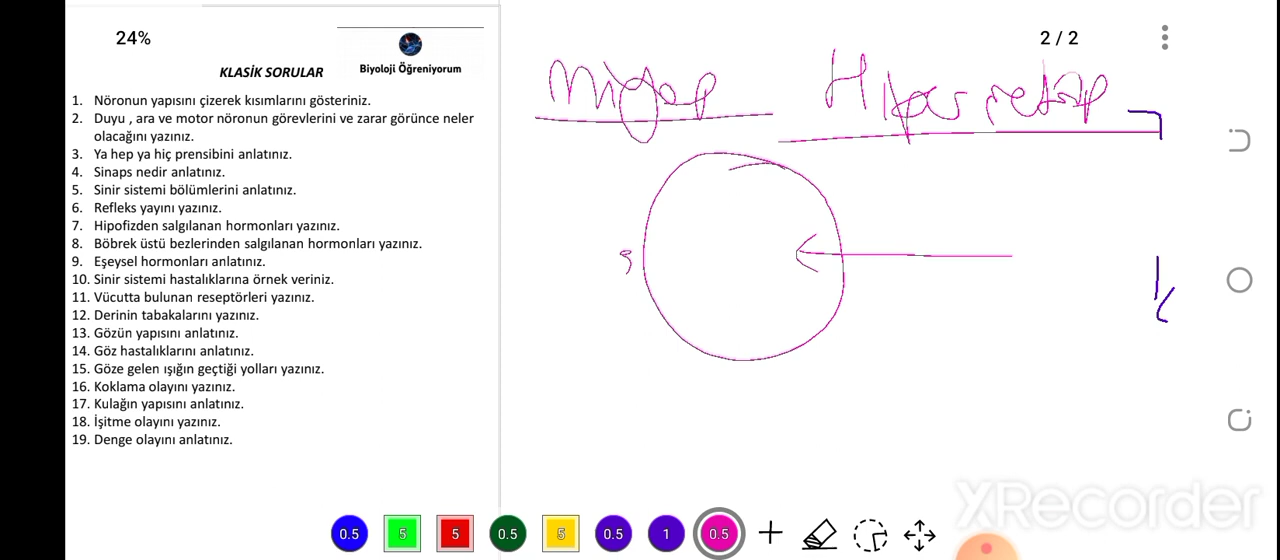 24%
2 / 2
KLASİK SORULAR
Biyoloji Öğreniyorum
Miyop
Hipermetrop
1. Nöronun yapısını çizerek kısımlarını gösteriniz.
2. Duyu , ara ve motor nöronun görevlerini ve zarar görünce neler
olacağını yazınız.
3. Ya hep ya hiç prensibini anlatınız.
4. Sinaps nedir anlatınız.
5. Sinir sistemi bölümlerini anlatınız.
6. Refleks yayını yazınız.
7. Hipofizden salgılanan hormonları yazınız.
8. Böbrek üstü bezlerinden salgılanan hormonları yazınız.
9. Eşeysel hormonları anlatınız.
10. Sinir sistemi hastalıklarına örnek veriniz.
11. Vücutta bulunan reseptörleri yazınız.
12. Derinin tabakalarını yazınız.
13. Gözün yapısını anlatınız.
14. Göz hastalıklarını anlatınız.
15. Göze gelen ışığın geçtiği yolları yazınız.
16. Koklama olayını yazınız.
17. Kulağın yapısını anlatınız.
18. İşitme olayını yazınız.
19. Denge olayını anlatınız.
0.5 5 5 0.5 5 0.5 1 0.5
XRecorder